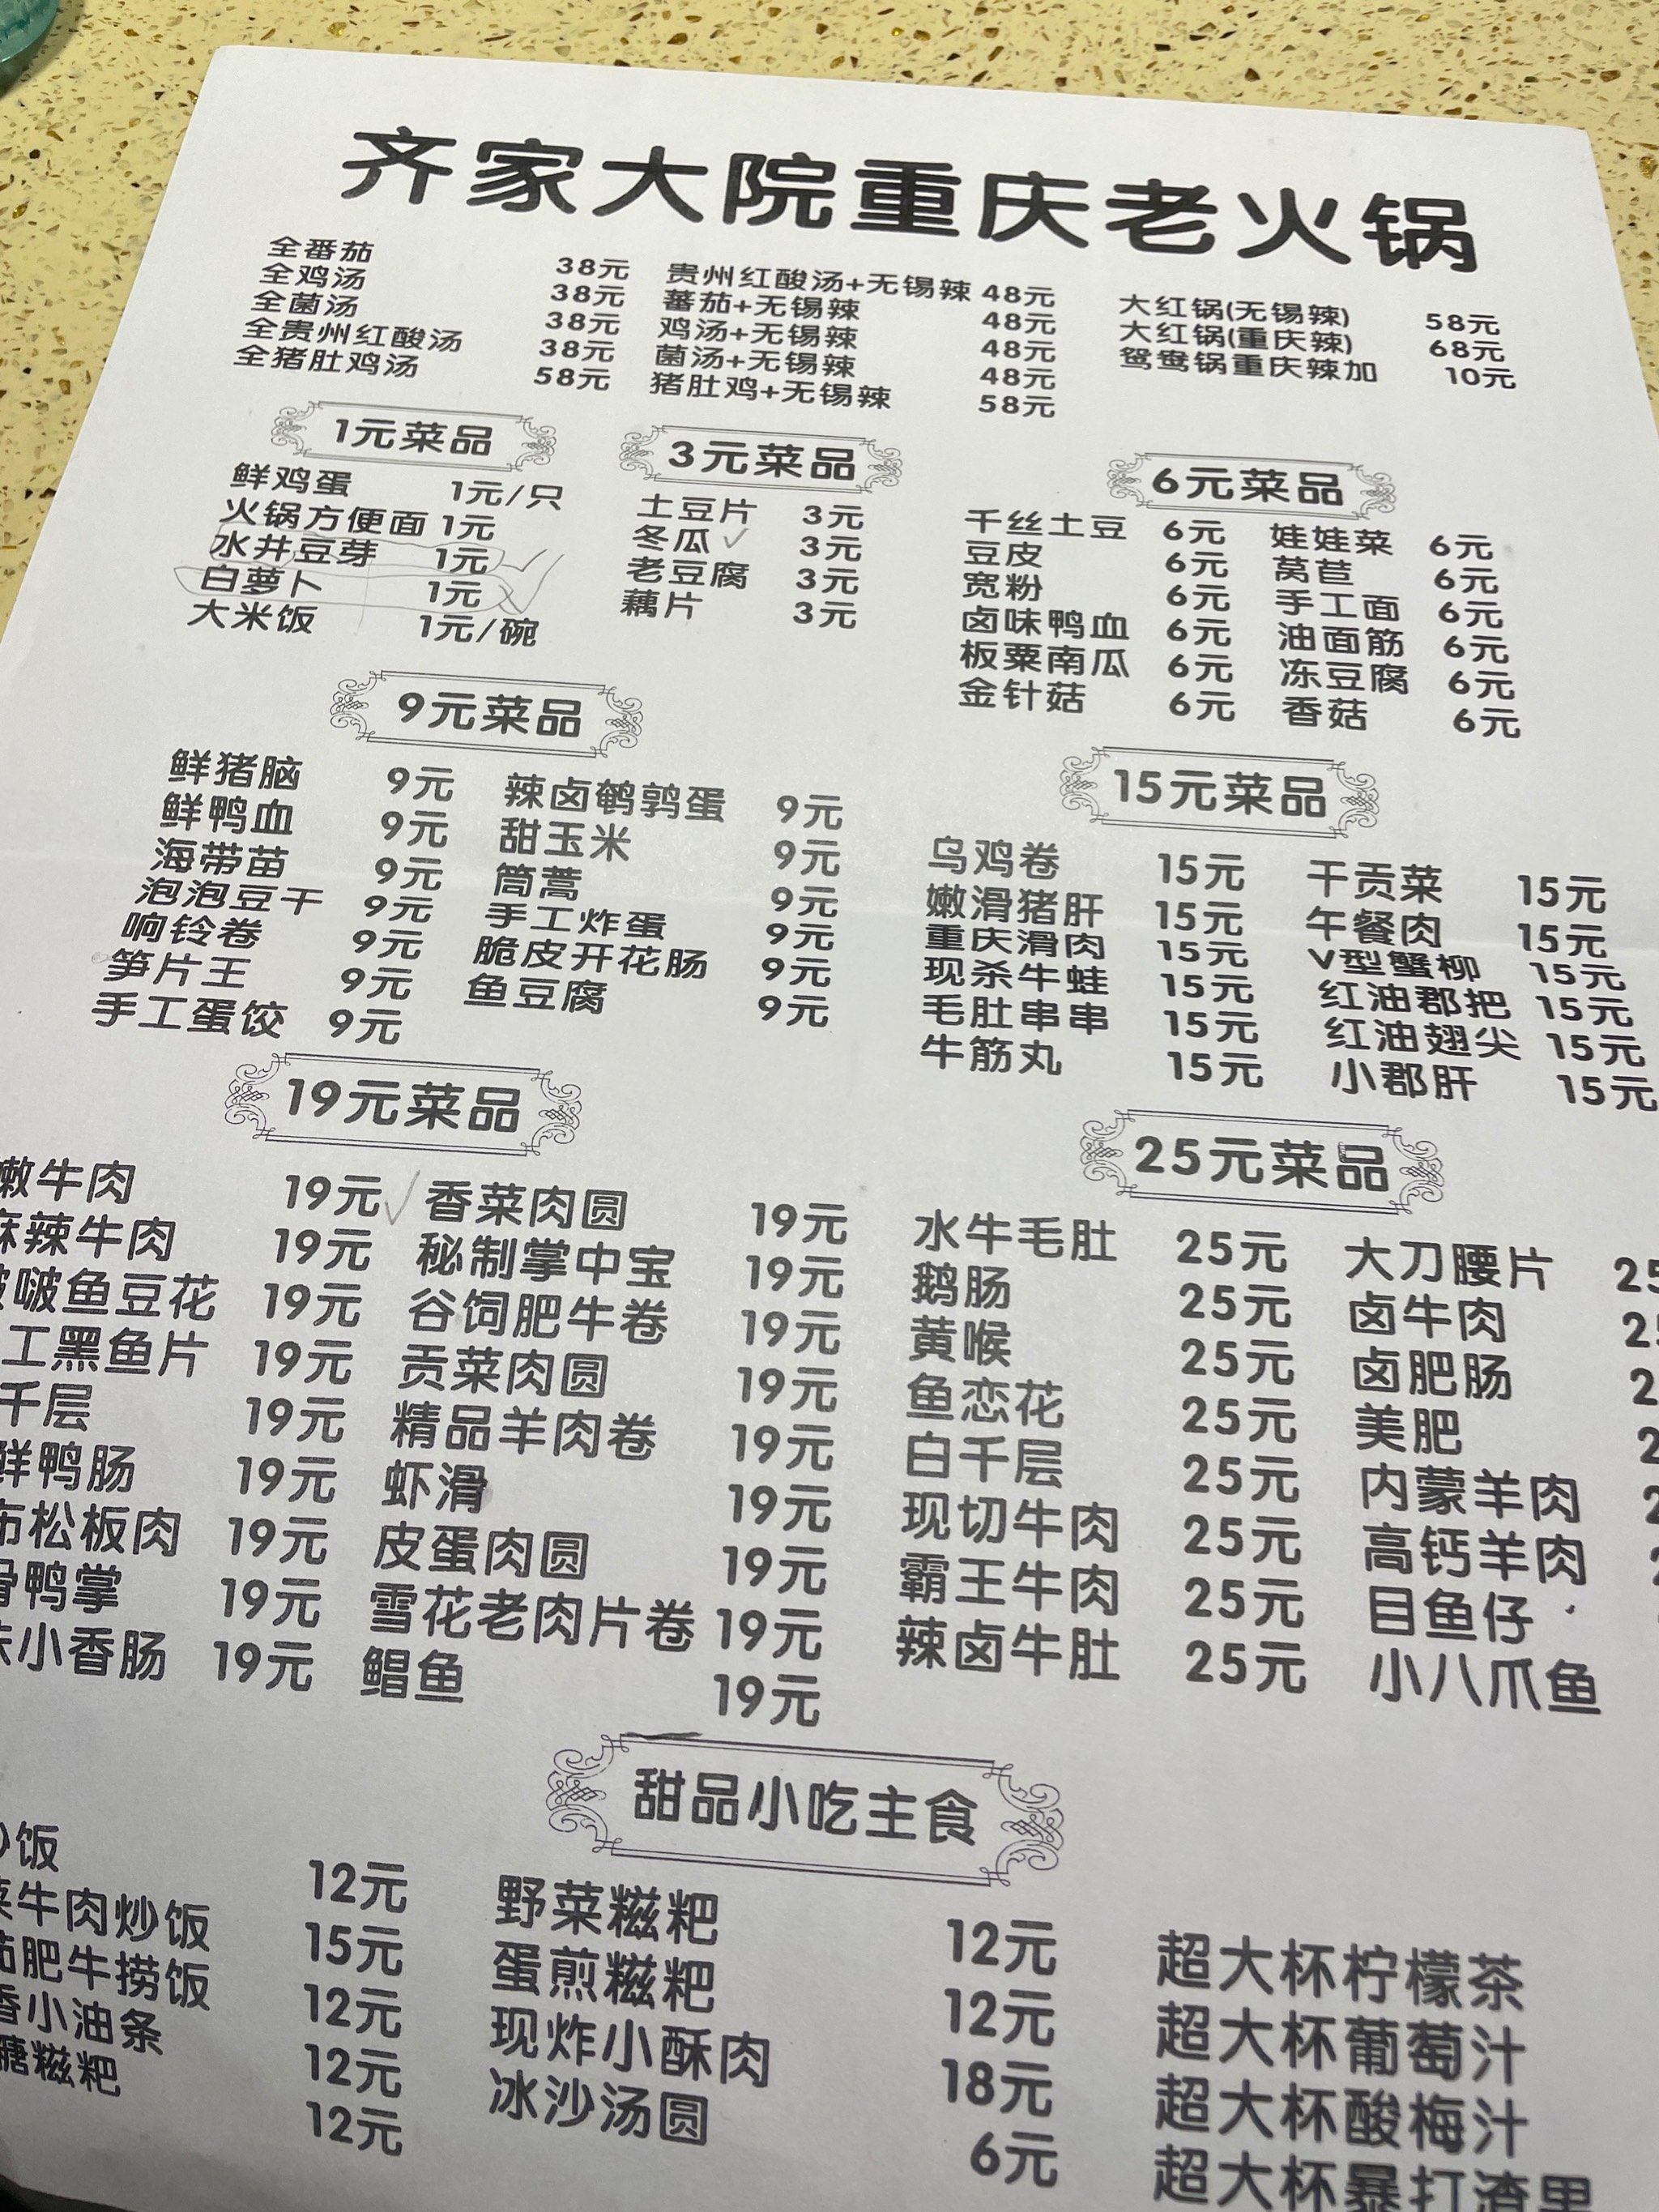 齐家大院重庆老火锅
全番茄 38元
全鸡汤 38元
全菌汤 38元
全贵州红酸汤 38元
全猪肚鸡汤 58元
贵州红酸汤+无锡辣 48元
蕃茄+无锡辣 48元
鸡汤+无锡辣 48元
菌汤+无锡辣 48元
猪肚鸡+无锡辣 58元
大红锅(无锡辣) 58元
大红锅(重庆辣) 68元
鸳鸯锅重庆辣加 10元
1元菜品
鲜鸡蛋 1元/只
火锅方便面 1元
水井豆芽 1元
白萝卜 1元
大米饭 1元/碗
3元菜品
土豆片 3元
冬瓜 3元
老豆腐 3元
藕片 3元
6元菜品
千丝土豆 6元
豆皮 6元
宽粉 6元
卤味鸭血 6元
板粟南瓜 6元
金针菇 6元
娃娃菜 6元
莴苣 6元
手工面 6元
油面筋 6元
冻豆腐 6元
香菇 6元
9元菜品
鲜猪脑 9元
鲜鸭血 9元
海带苗 9元
泡泡豆干 9元
响铃卷 9元
笋片王 9元
手工蛋饺 9元
辣卤鹌鹑蛋 9元
甜玉米 9元
筒蒿 9元
手工炸蛋 9元
脆皮开花肠 9元
鱼豆腐 9元
15元菜品
乌鸡卷 15元
嫩滑猪肝 15元
重庆滑肉 15元
现杀牛蛙 15元
毛肚串串 15元
牛筋丸 15元
干贡菜 15元
午餐肉 15元
V型蟹柳 15元
红油郡把 15元
红油翅尖 15元
小郡肝 15元
19元菜品
嫩牛肉 19元
麻辣牛肉 19元
啵鱼豆花 19元
工黑鱼片 19元
千层 19元
鲜鸭肠 19元
松板肉 19元
骨鸭掌 19元
味小香肠 19元
香菜肉圆 19元
秘制掌中宝 19元
谷饲肥牛卷 19元
贡菜肉圆 19元
精品羊肉卷 19元
虾滑 19元
皮蛋肉圆 19元
雪花老肉片卷 19元
鲳鱼 19元
25元菜品
水牛毛肚 25元
鹅肠 25元
黄喉 25元
鱼恋花 25元
白千层 25元
现切牛肉 25元
霸王牛肉 25元
辣卤牛肚 25元
大刀腰片 25
卤牛肉 2
卤肥肠 2
美肥 2
内蒙羊肉 2
高钙羊肉
目鱼仔
小八爪鱼
甜品小吃主食
饭 12元
菜牛肉炒饭 15元
茄肥牛捞饭 12元
香小油条 12元
糖糍粑 12元
野菜糍粑 12元
蛋煎糍粑 12元
现炸小酥肉 18元
冰沙汤圆 6元
超大杯柠檬茶
超大杯葡萄汁
超大杯酸梅汁
超大杯暴打渣男